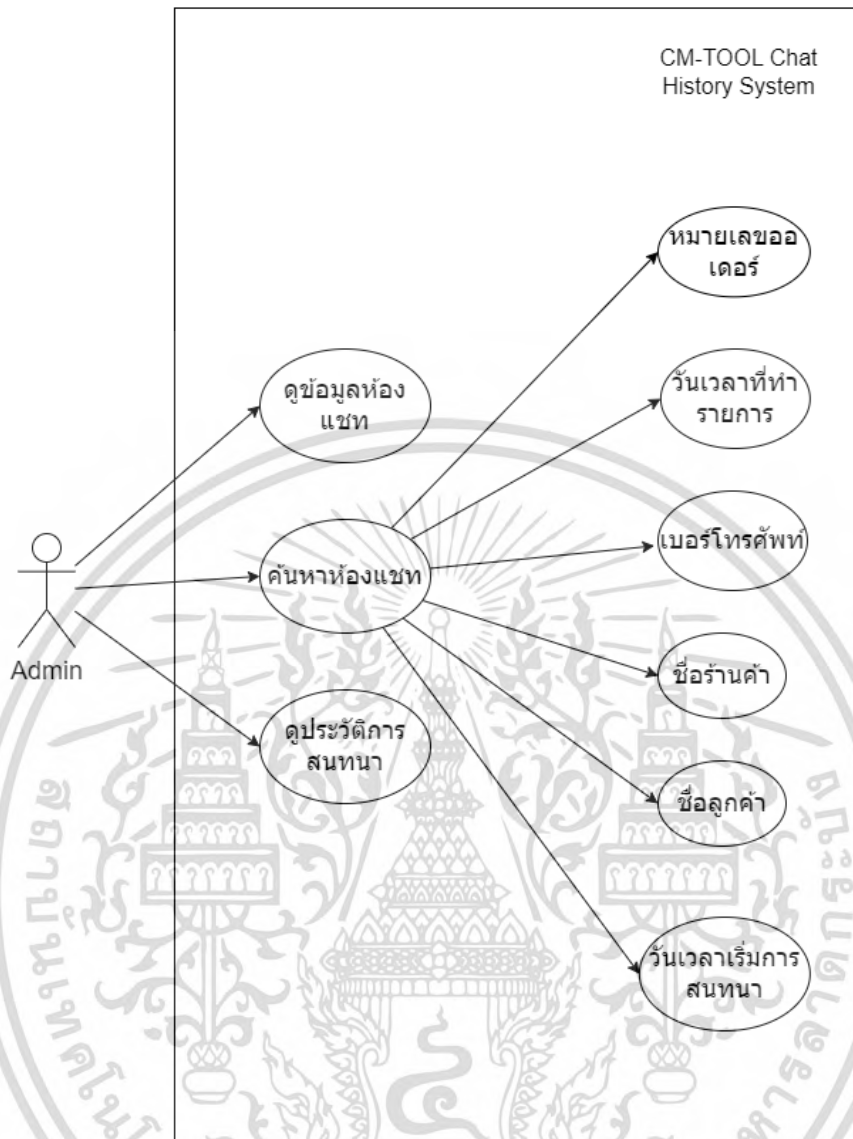 CM-TOOL Chat
History System
หมายเลขออ
เดอร์
ดูข้อมูลห้อง
แชท
วันเวลาที่ทำ
รายการ
ค้นหาห้องแชท
เบอร์โทรศัพท์
Admin
ชื่อร้านค้า
ดูประวัติการ
สนทนา
ชื่อลูกค้า
วันเวลาเริ่มการ
สนทนา